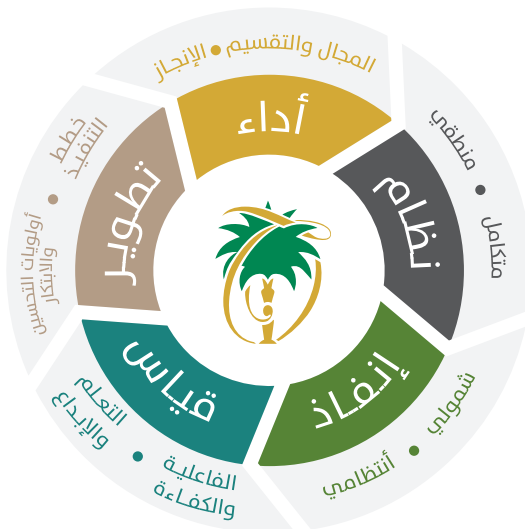 المجال والتقسيم • الإنجاز
أداء
منطقي • متكامل
نظام
شمولي • أنتظامي
إنفاذ
الفاعلية
والكفاءة
•
التعلم
والإبداع
قياس
أولويات التحسين
والابتكار
•
خطط
التنفيذ
تطوير